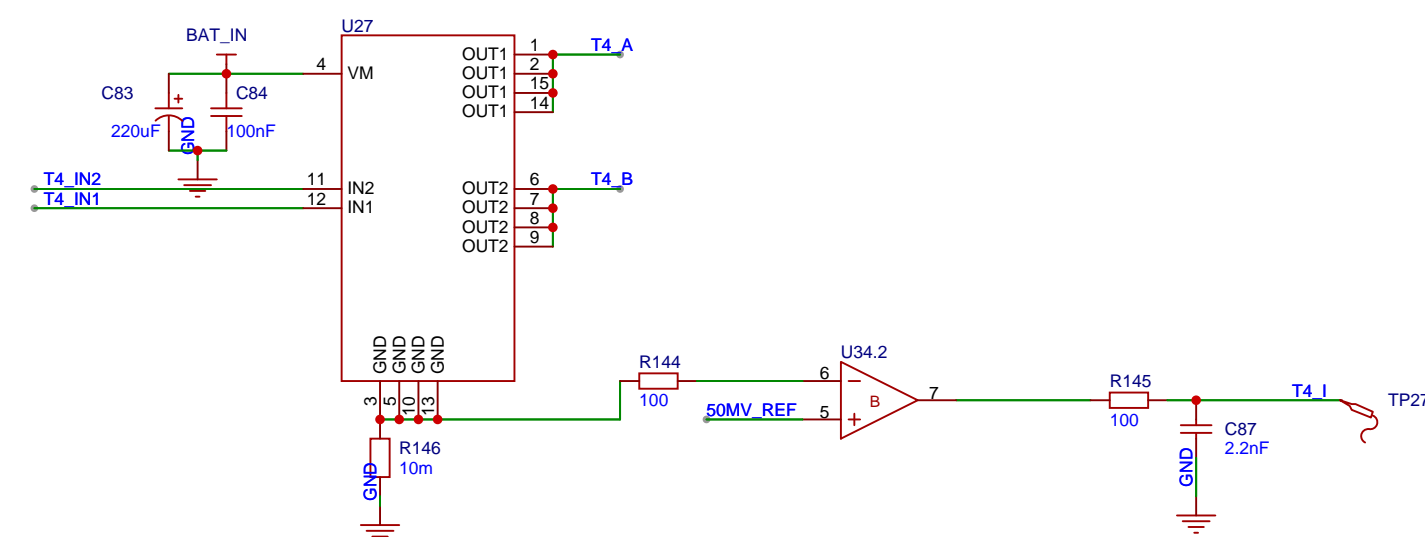 U27
BAT_IN
C83
220uF
GND
C84
100nF
4
VM
T4_IN2
11
IN2
T4_IN1
12
IN1
OUT1
1
T4_A
OUT1
2
OUT1
15
OUT1
14
OUT2
6
T4_B
OUT2
7
OUT2
8
OUT2
9
GND
GND
GND
GND
3
5
10
13
R146
10m
GND
R144
100
50MV_REF
U34.2
6
5
B
7
R145
100
T4_I
TP27
C87
2.2nF
GND